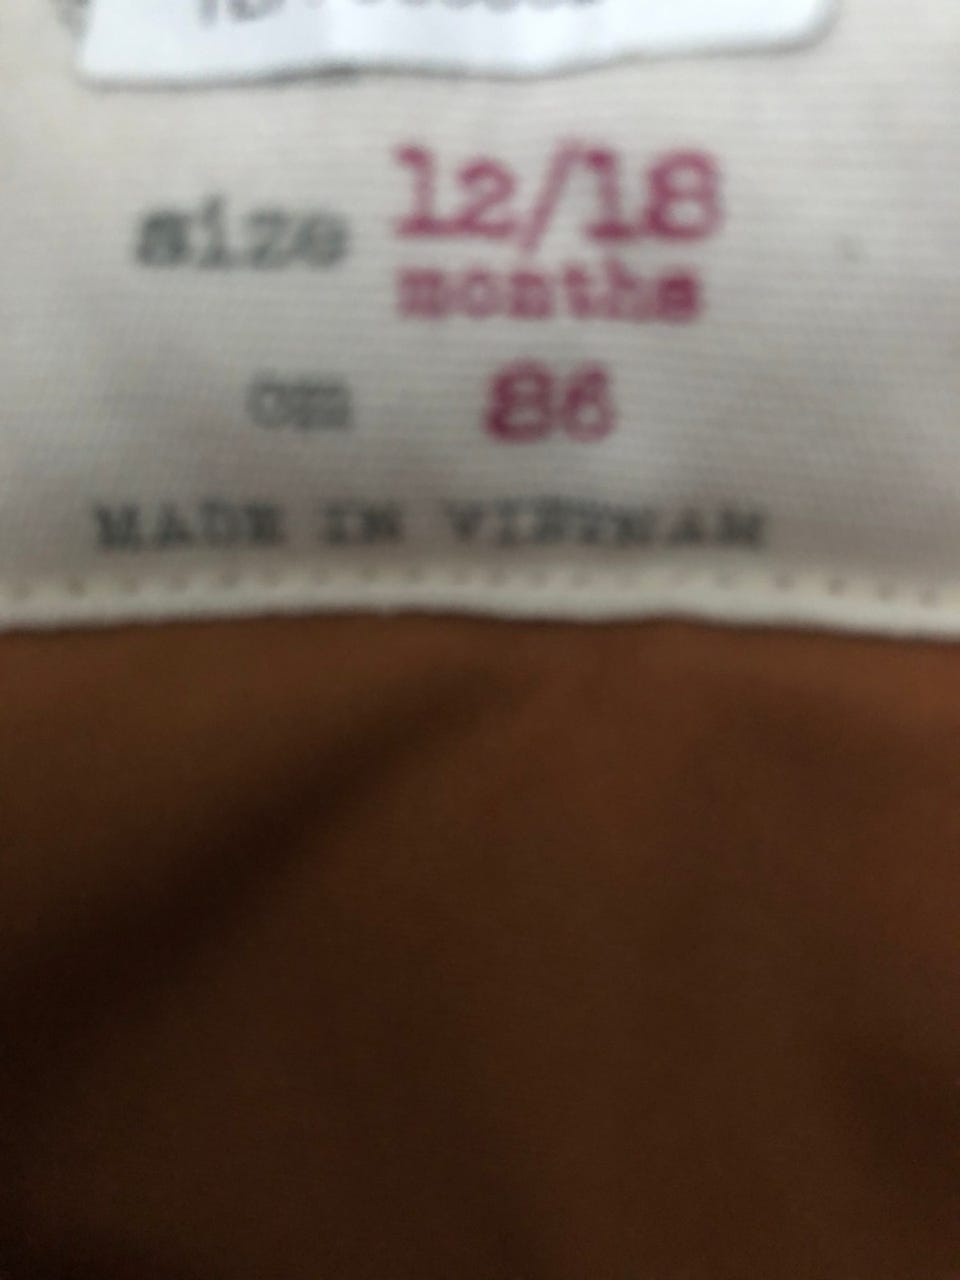 size 12/18
months
cm 86
MADE IN VIETNAM